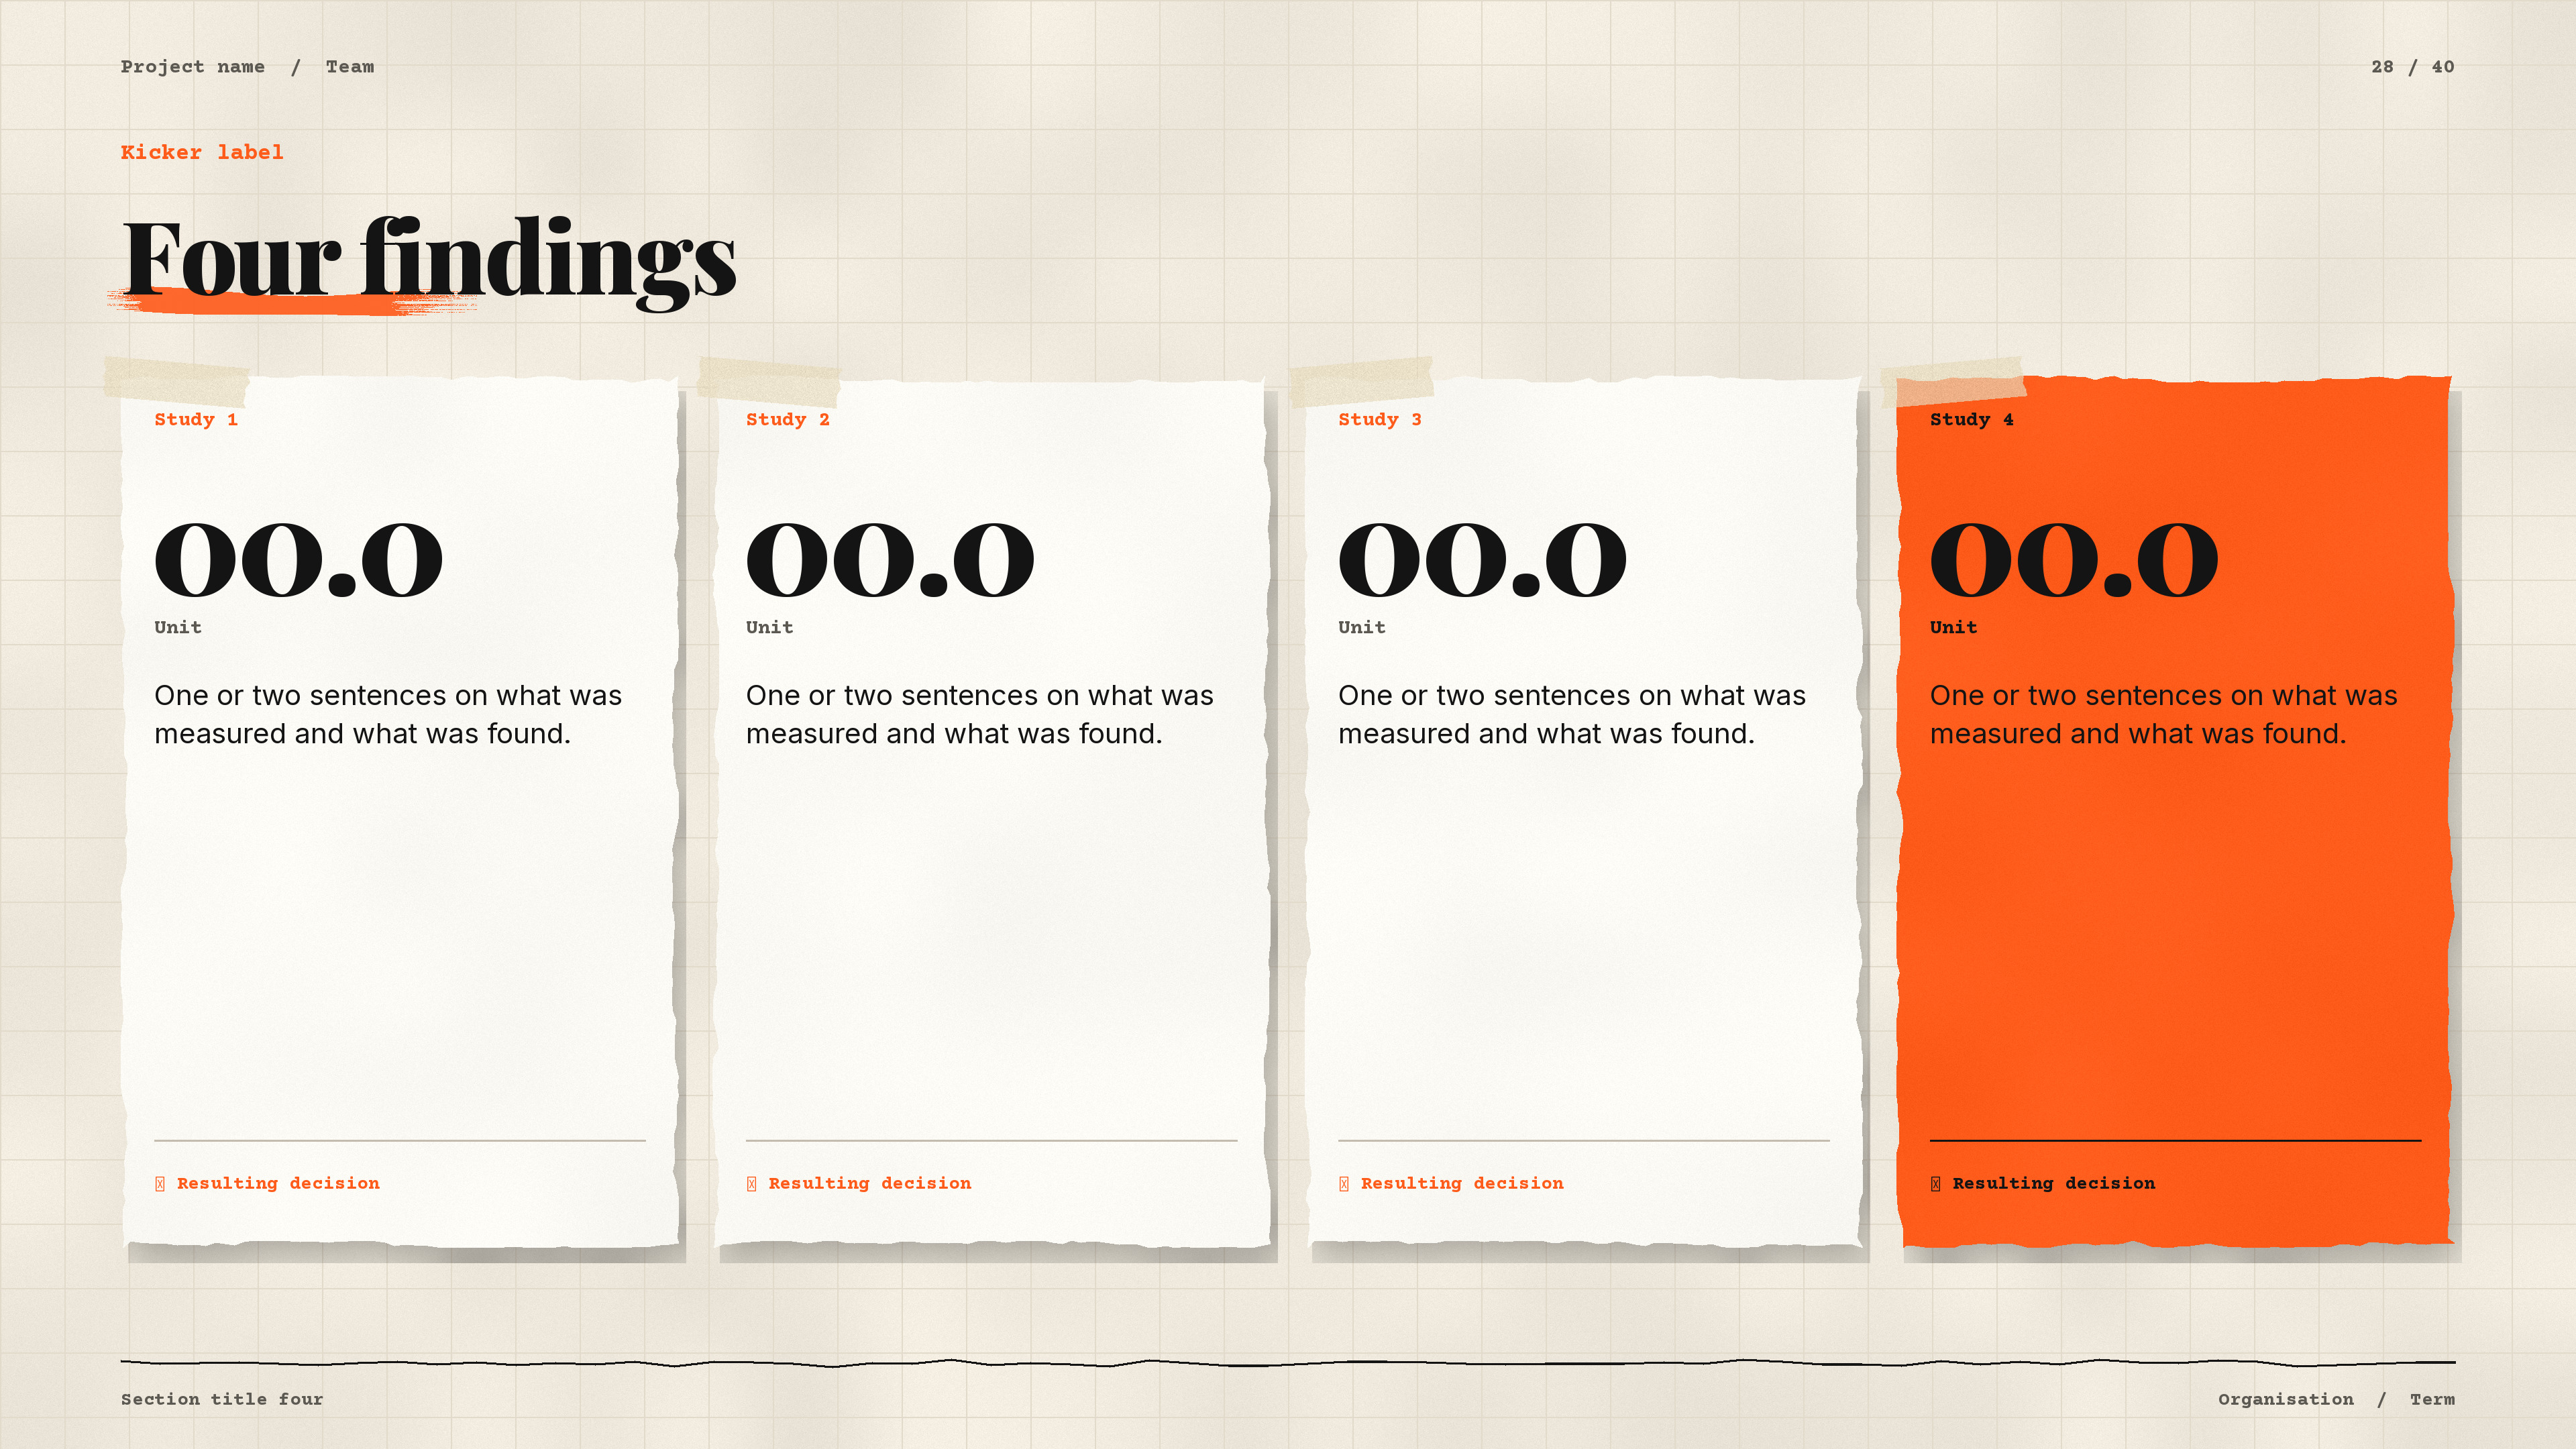 Project name / Team
28 / 40
Kicker label
Four findings
Study 1
00.0
Unit
One or two sentences on what was
measured and what was found.
Resulting decision
Study 2
00.0
Unit
One or two sentences on what was
measured and what was found.
Resulting decision
Study 3
00.0
Unit
One or two sentences on what was
measured and what was found.
Resulting decision
Study 4
00.0
Unit
One or two sentences on what was
measured and what was found.
Resulting decision
Section title four
Organisation / Term